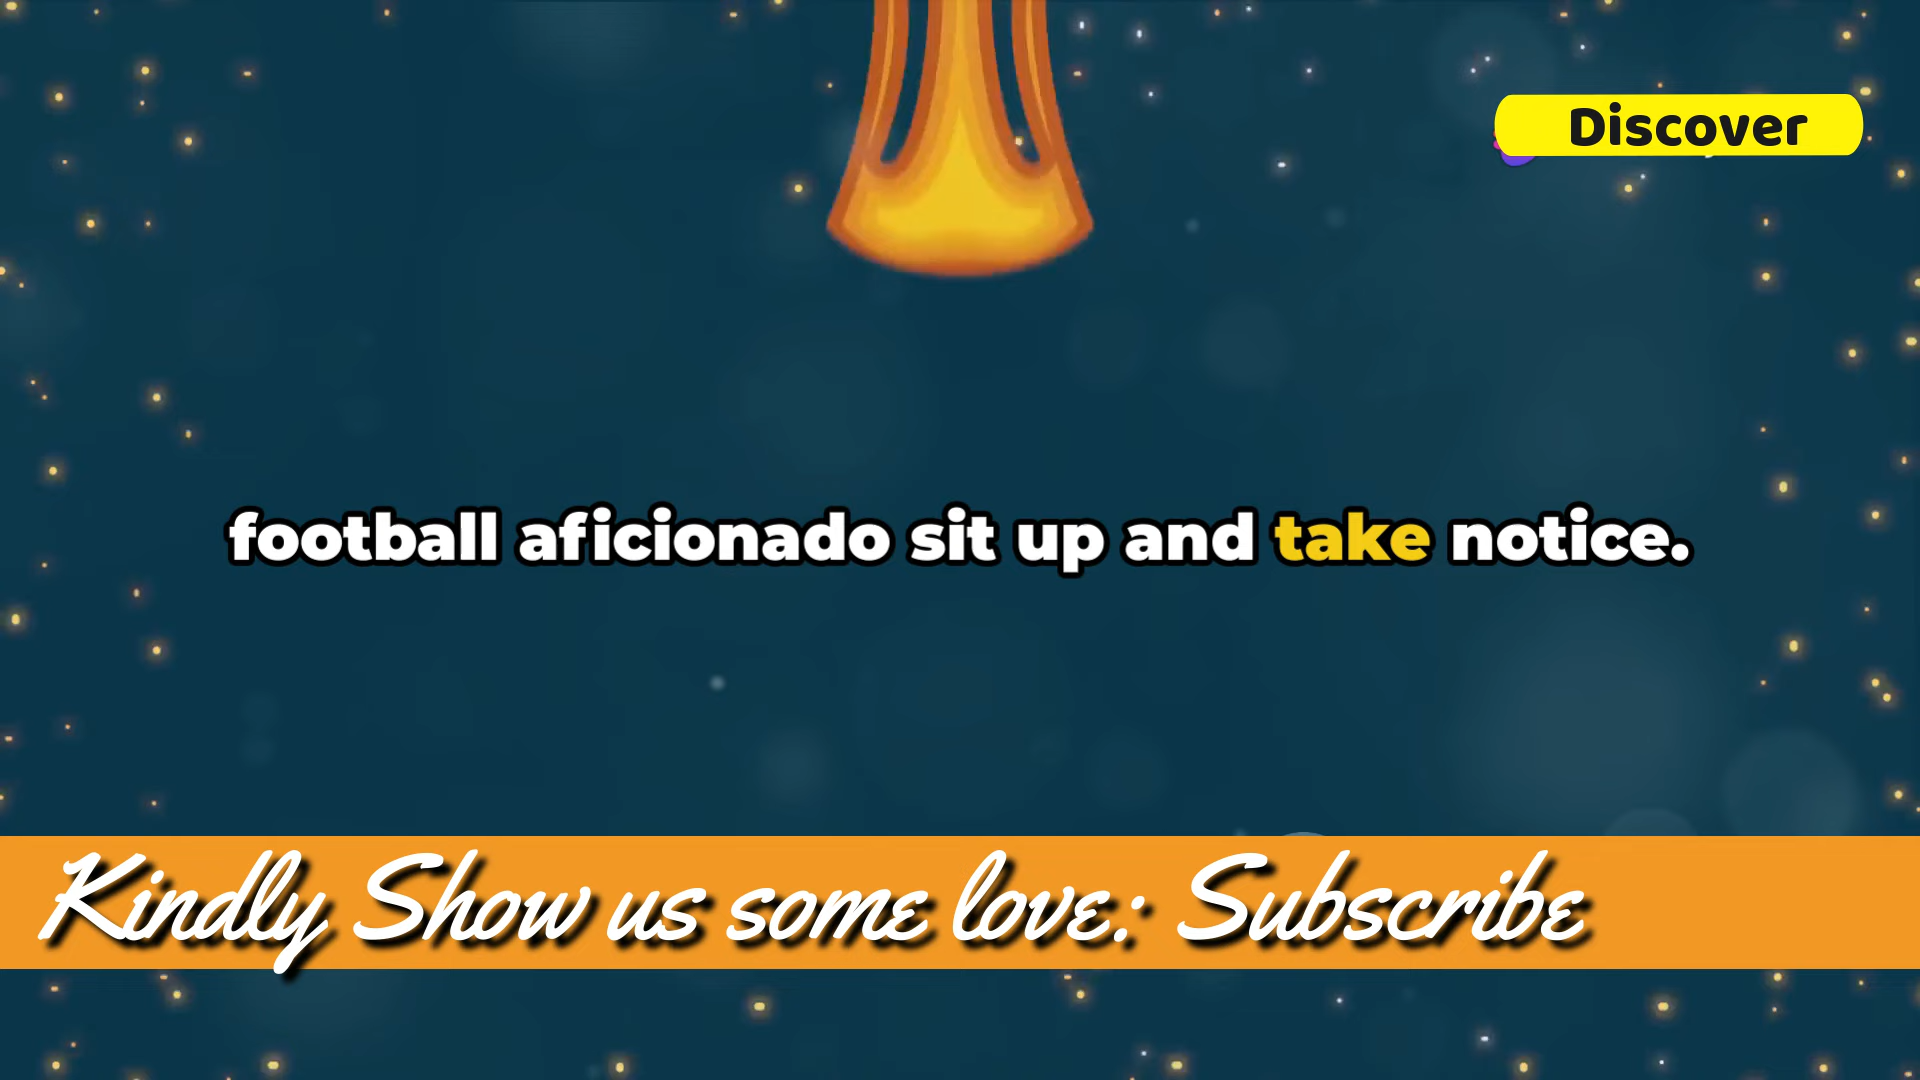 Discover
football aficionado sit up and take notice.
Kindly Show us some love: Subscribe